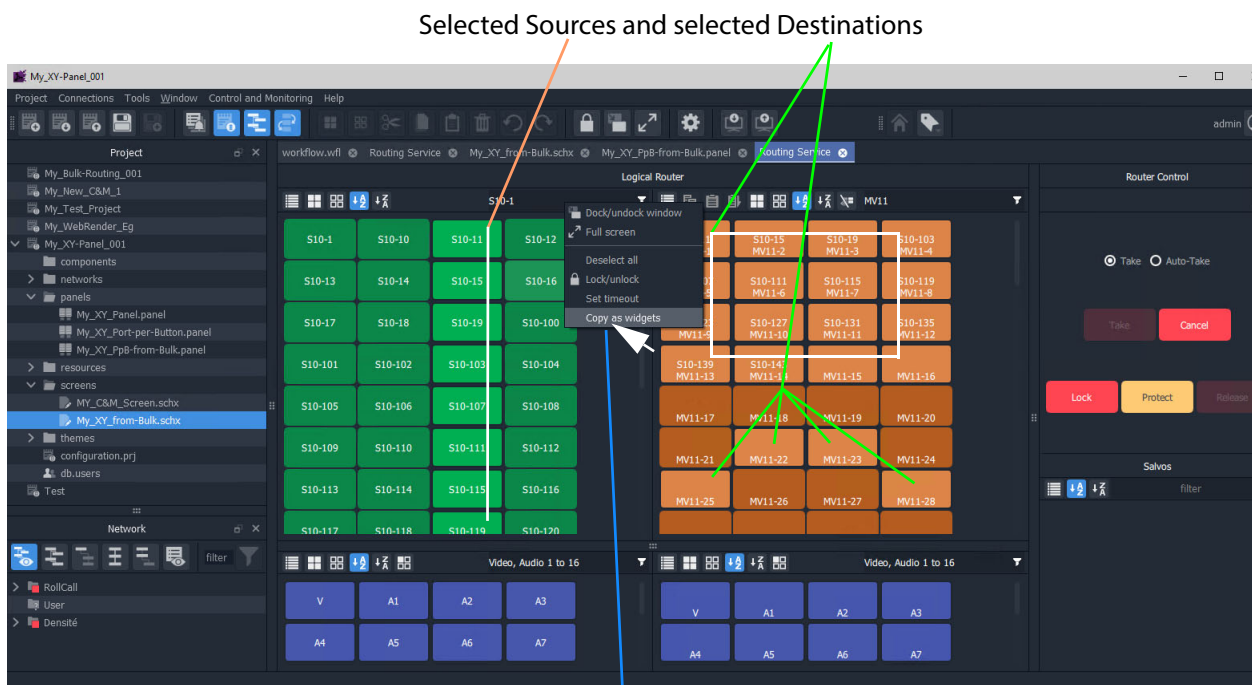 Selected Sources and selected Destinations
My_XY-Panel_001
Project Connections Tools Window Control and Monitoring Help
admin
Project
workflow.wfl Routing Service My_XY_from-Bulk.schx My_XY_PpB-from-Bulk.panel Routing Service
My_Bulk-Routing_001
My_New_C&M_1
My_Test_Project
My_WebRender_Eg
My_XY-Panel_001
components
networks
panels
My_XY_Panel.panel
My_XY_Port-per-Button.panel
My_XY_PpB-from-Bulk.panel
resources
screens
MY_C&M_Screen.schx
My_XY_from-Bulk.schx
themes
configuration.prj
db.users
Test
Network
filter
RollCall
User
Densité
Logical Router
S10-1
MV11
S10-1 S10-10 S10-11 S10-12
S10-13 S10-14 S10-15 S10-16
S10-17 S10-18 S10-19 S10-100
S10-101 S10-102 S10-103 S10-104
S10-105 S10-106 S10-107 S10-108
S10-109 S10-110 S10-111 S10-112
S10-113 S10-114 S10-115 S10-116
S10-117 S10-118 S10-119 S10-120
Dock/undock window
Full screen
Deselect all
Lock/unlock
Set timeout
Copy as widgets
S10-15 S10-19 S10-103
MV11-2 MV11-3 MV11-4
S10-111 S10-115 S10-119
MV11-6 MV11-7 MV11-8
S10-127 S10-131 S10-135
MV11-9 MV11-10 MV11-11 MV11-12
S10-139
MV11-13 MV11-14 MV11-15 MV11-16
MV11-17 MV11-18 MV11-19 MV11-20
MV11-21 MV11-22 MV11-23 MV11-24
MV11-25 MV11-26 MV11-27 MV11-28
Video, Audio 1 to 16
V A1 A2 A3
A4 A5 A6 A7
Video, Audio 1 to 16
V A1 A2 A3
A4 A5 A6 A7
Router Control
Take Auto-Take
Take Cancel
Lock Protect Release
Salvos
filter